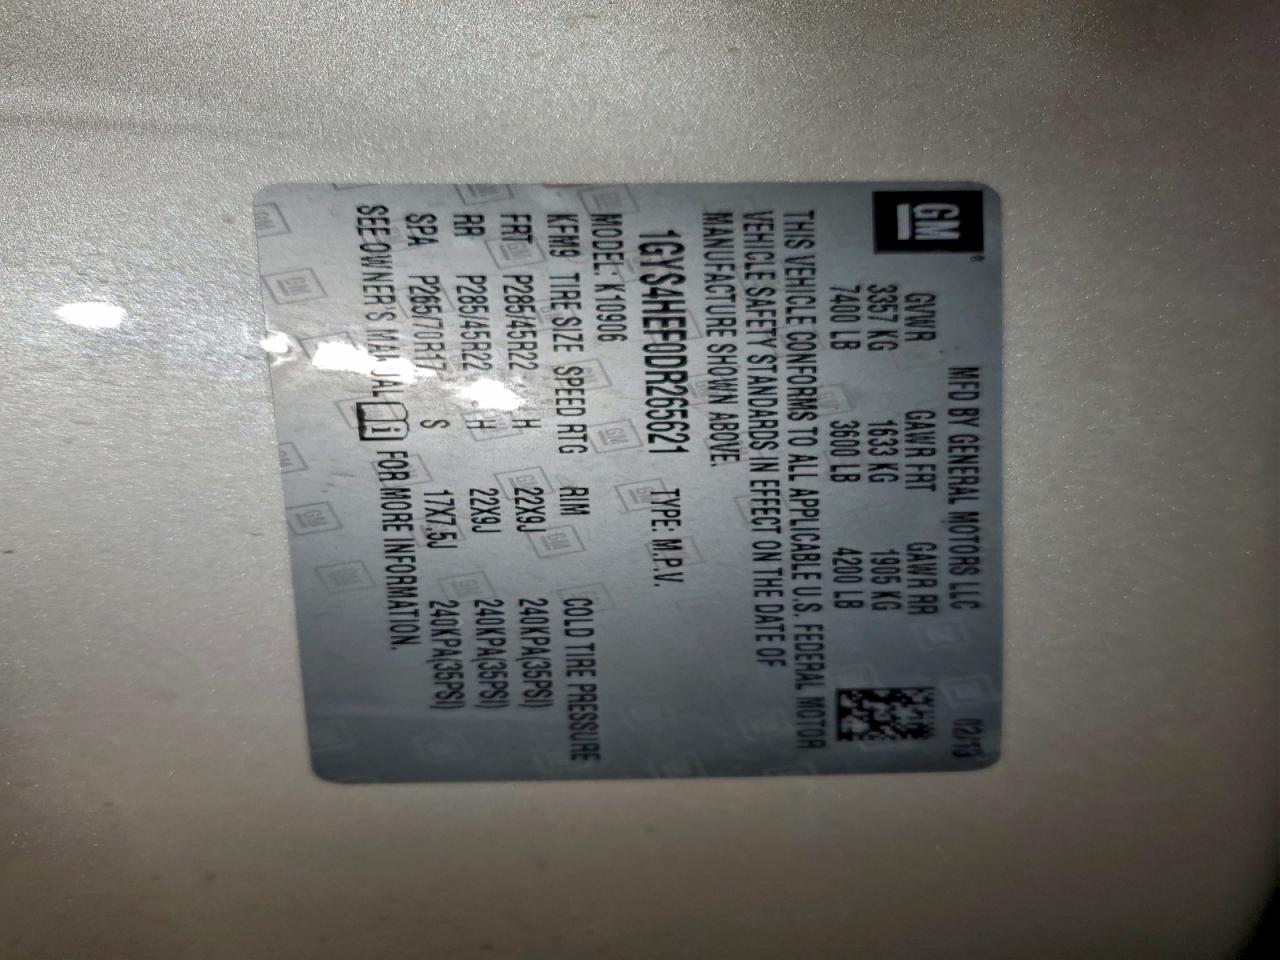 GM
MFD BY GENERAL MOTORS LLC 02/13
GVWR GAWR FRT GAWR RR
3357 KG 1633 KG 1905 KG
7400 LB 3600 LB 4200 LB
THIS VEHICLE CONFORMS TO ALL APPLICABLE U.S. FEDERAL MOTOR
VEHICLE SAFETY STANDARDS IN EFFECT ON THE DATE OF
MANUFACTURE SHOWN ABOVE.
1GYS4HEF0DR265621 TYPE: M.P.V.
MODEL: K10906
KFM9 TIRE SIZE SPEED RTG RIM COLD TIRE PRESSURE
FRT P285/45R22 H 22X9J 240KPA(35PSI)
RR P285/45R22 H 22X9J 240KPA(35PSI)
SPA P265/70R17 S 17X7.5J 240KPA(35PSI)
SEE OWNER'S MANUAL FOR MORE INFORMATION.